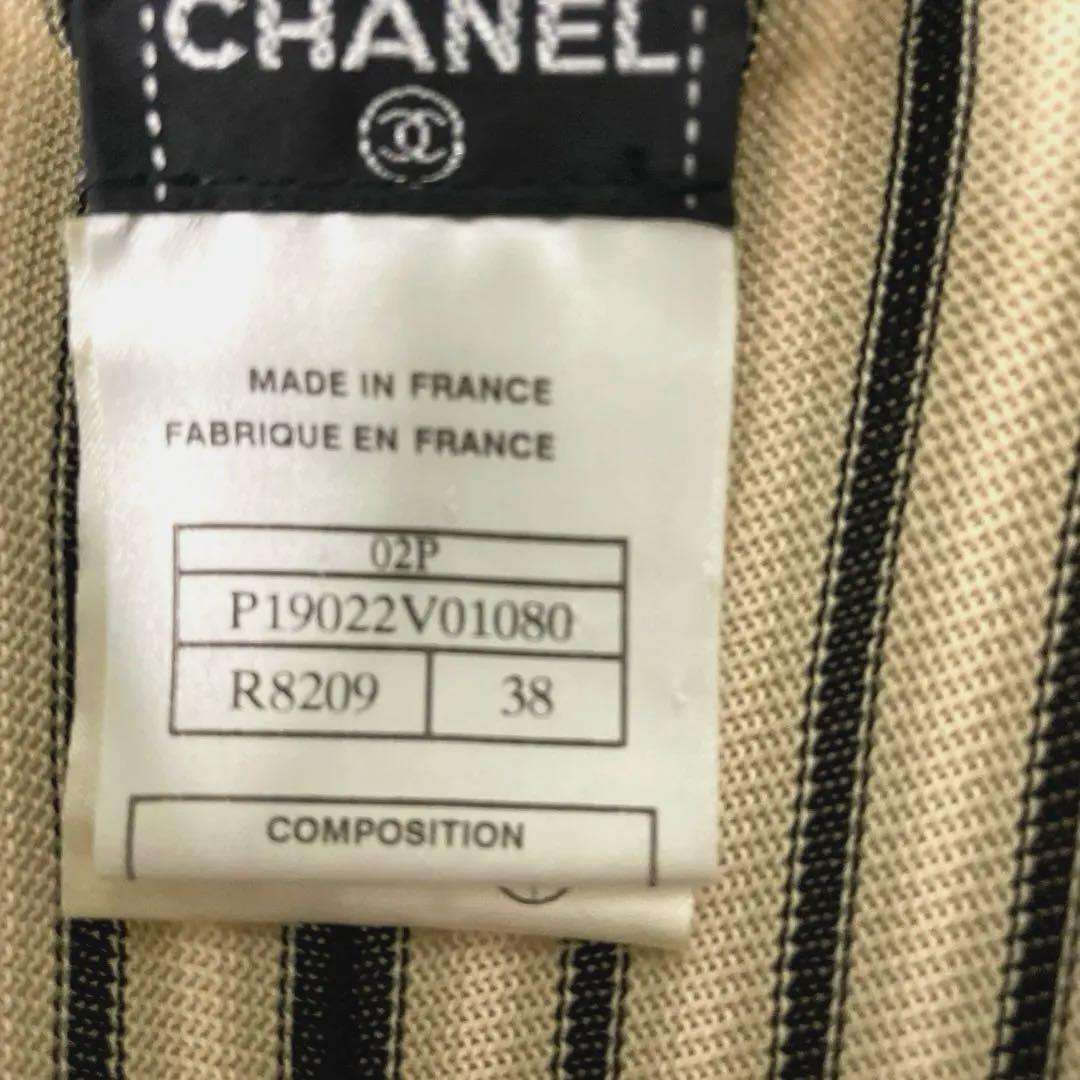 CHANEL
MADE IN FRANCE
FABRIQUE EN FRANCE
02P
P19022V01080
R8209 38
COMPOSITION